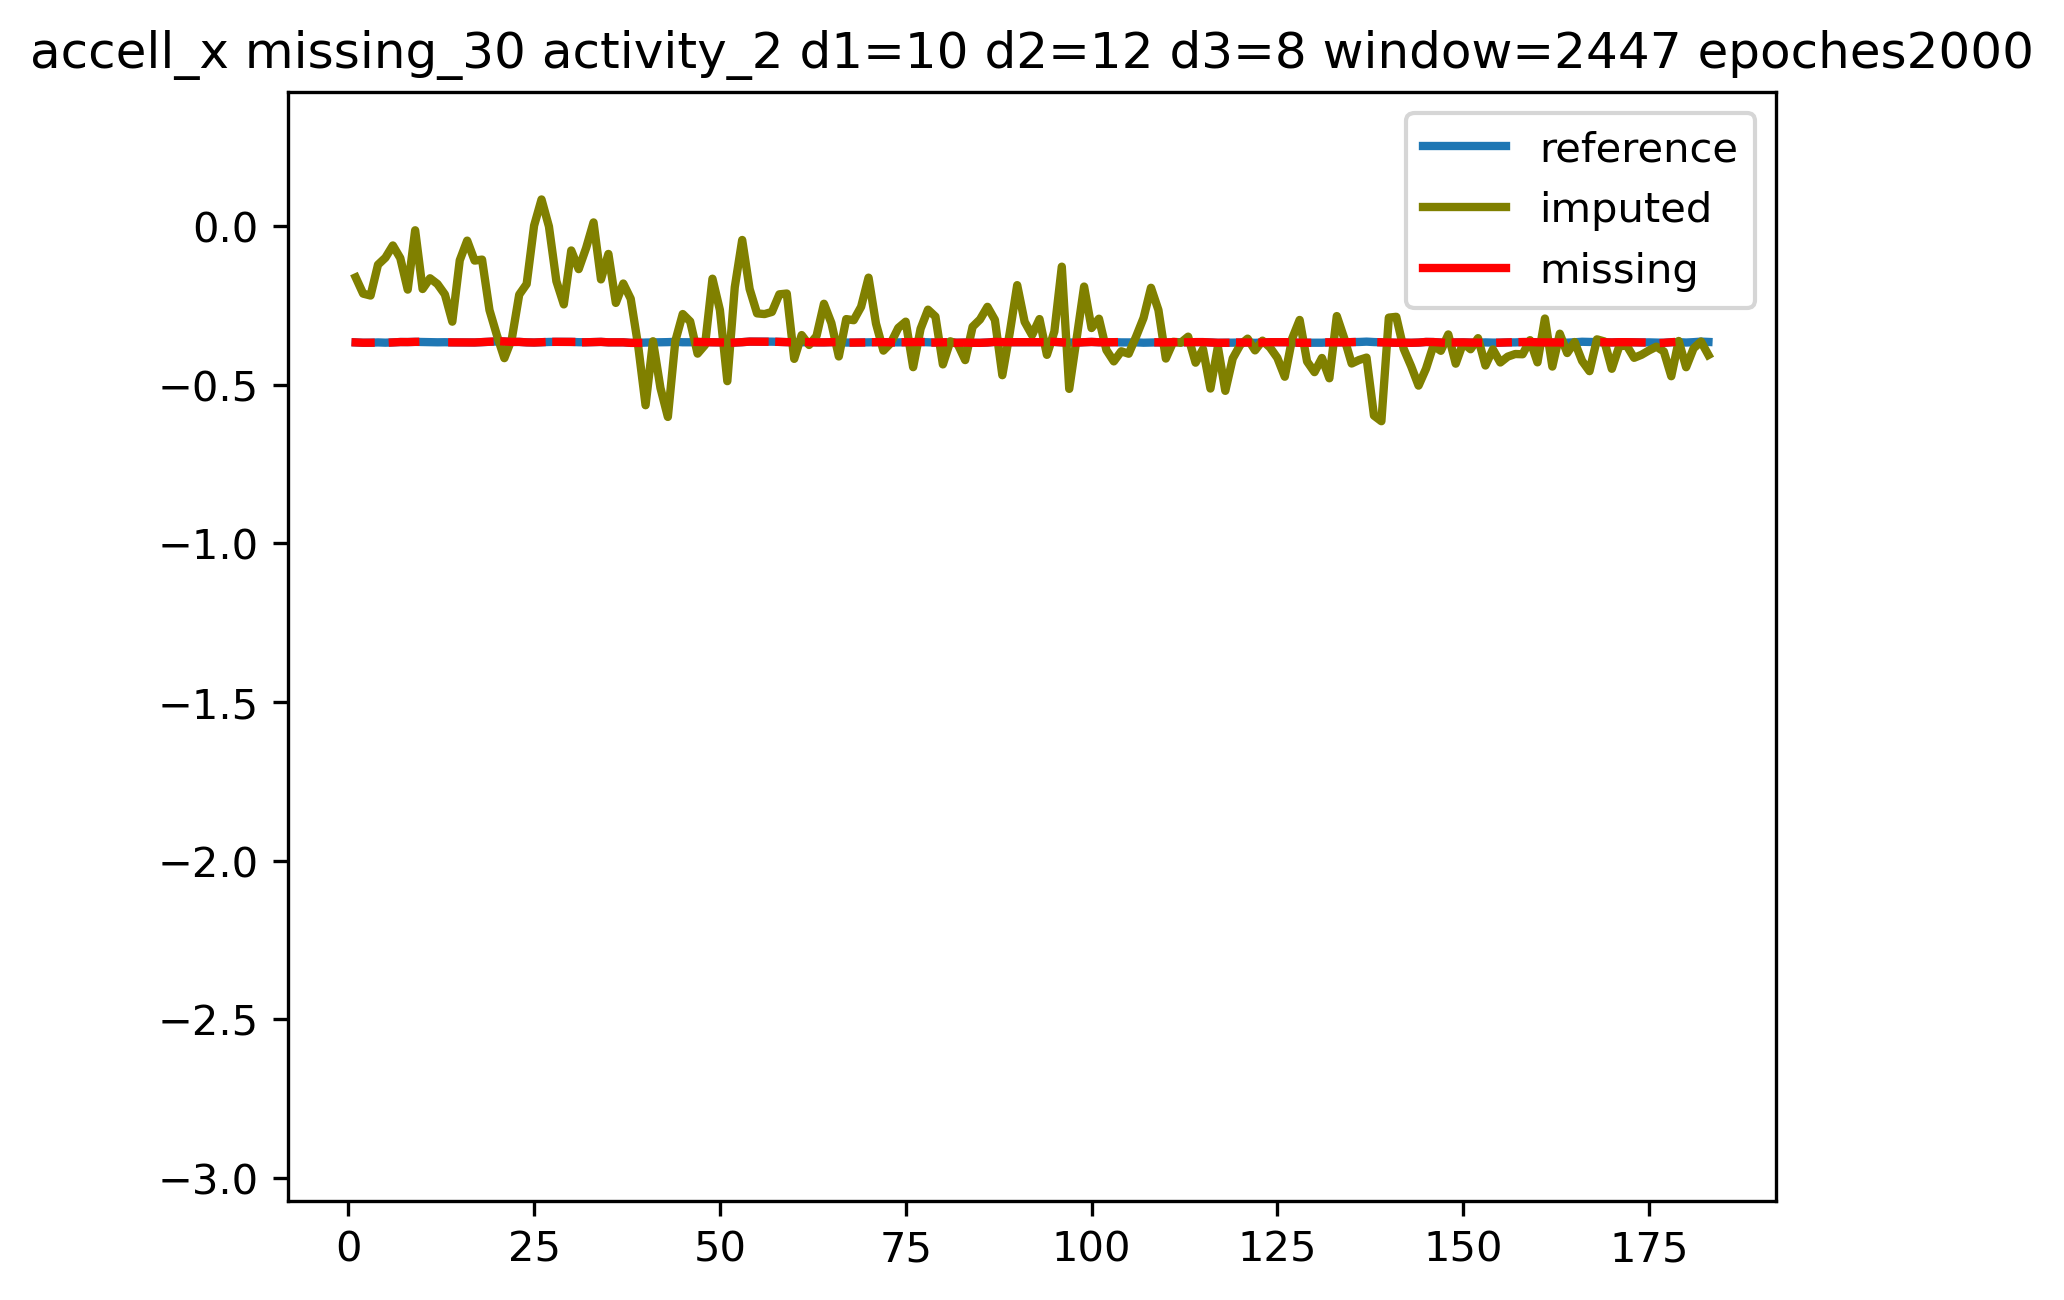 accell_x missing_30 activity_2 d1=10 d2=12 d3=8 window=2447 epoches2000
reference
imputed
missing
0.0
−0.5
−1.0
−1.5
−2.0
−2.5
−3.0
0 25 50 75 100 125 150 175